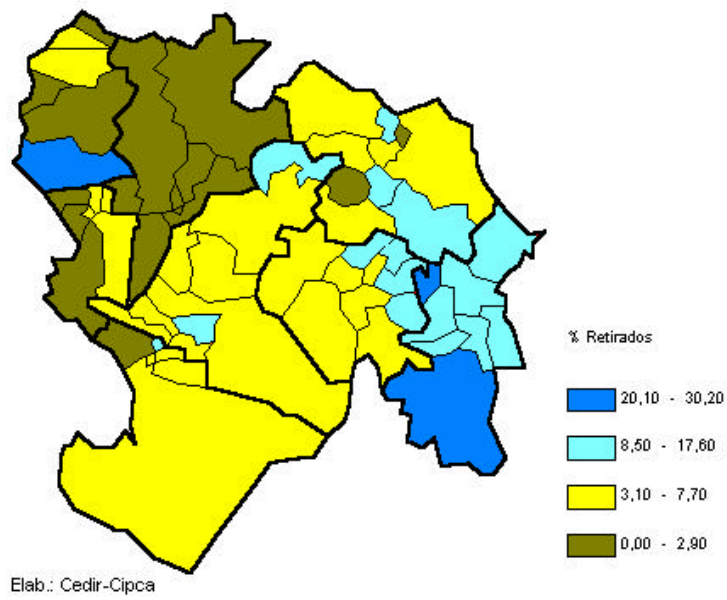 % Retirados
20,10 - 30,20
8,50 - 17,60
3,10 - 7,70
0,00 - 2,90
Elab.: Cedir-Cipca